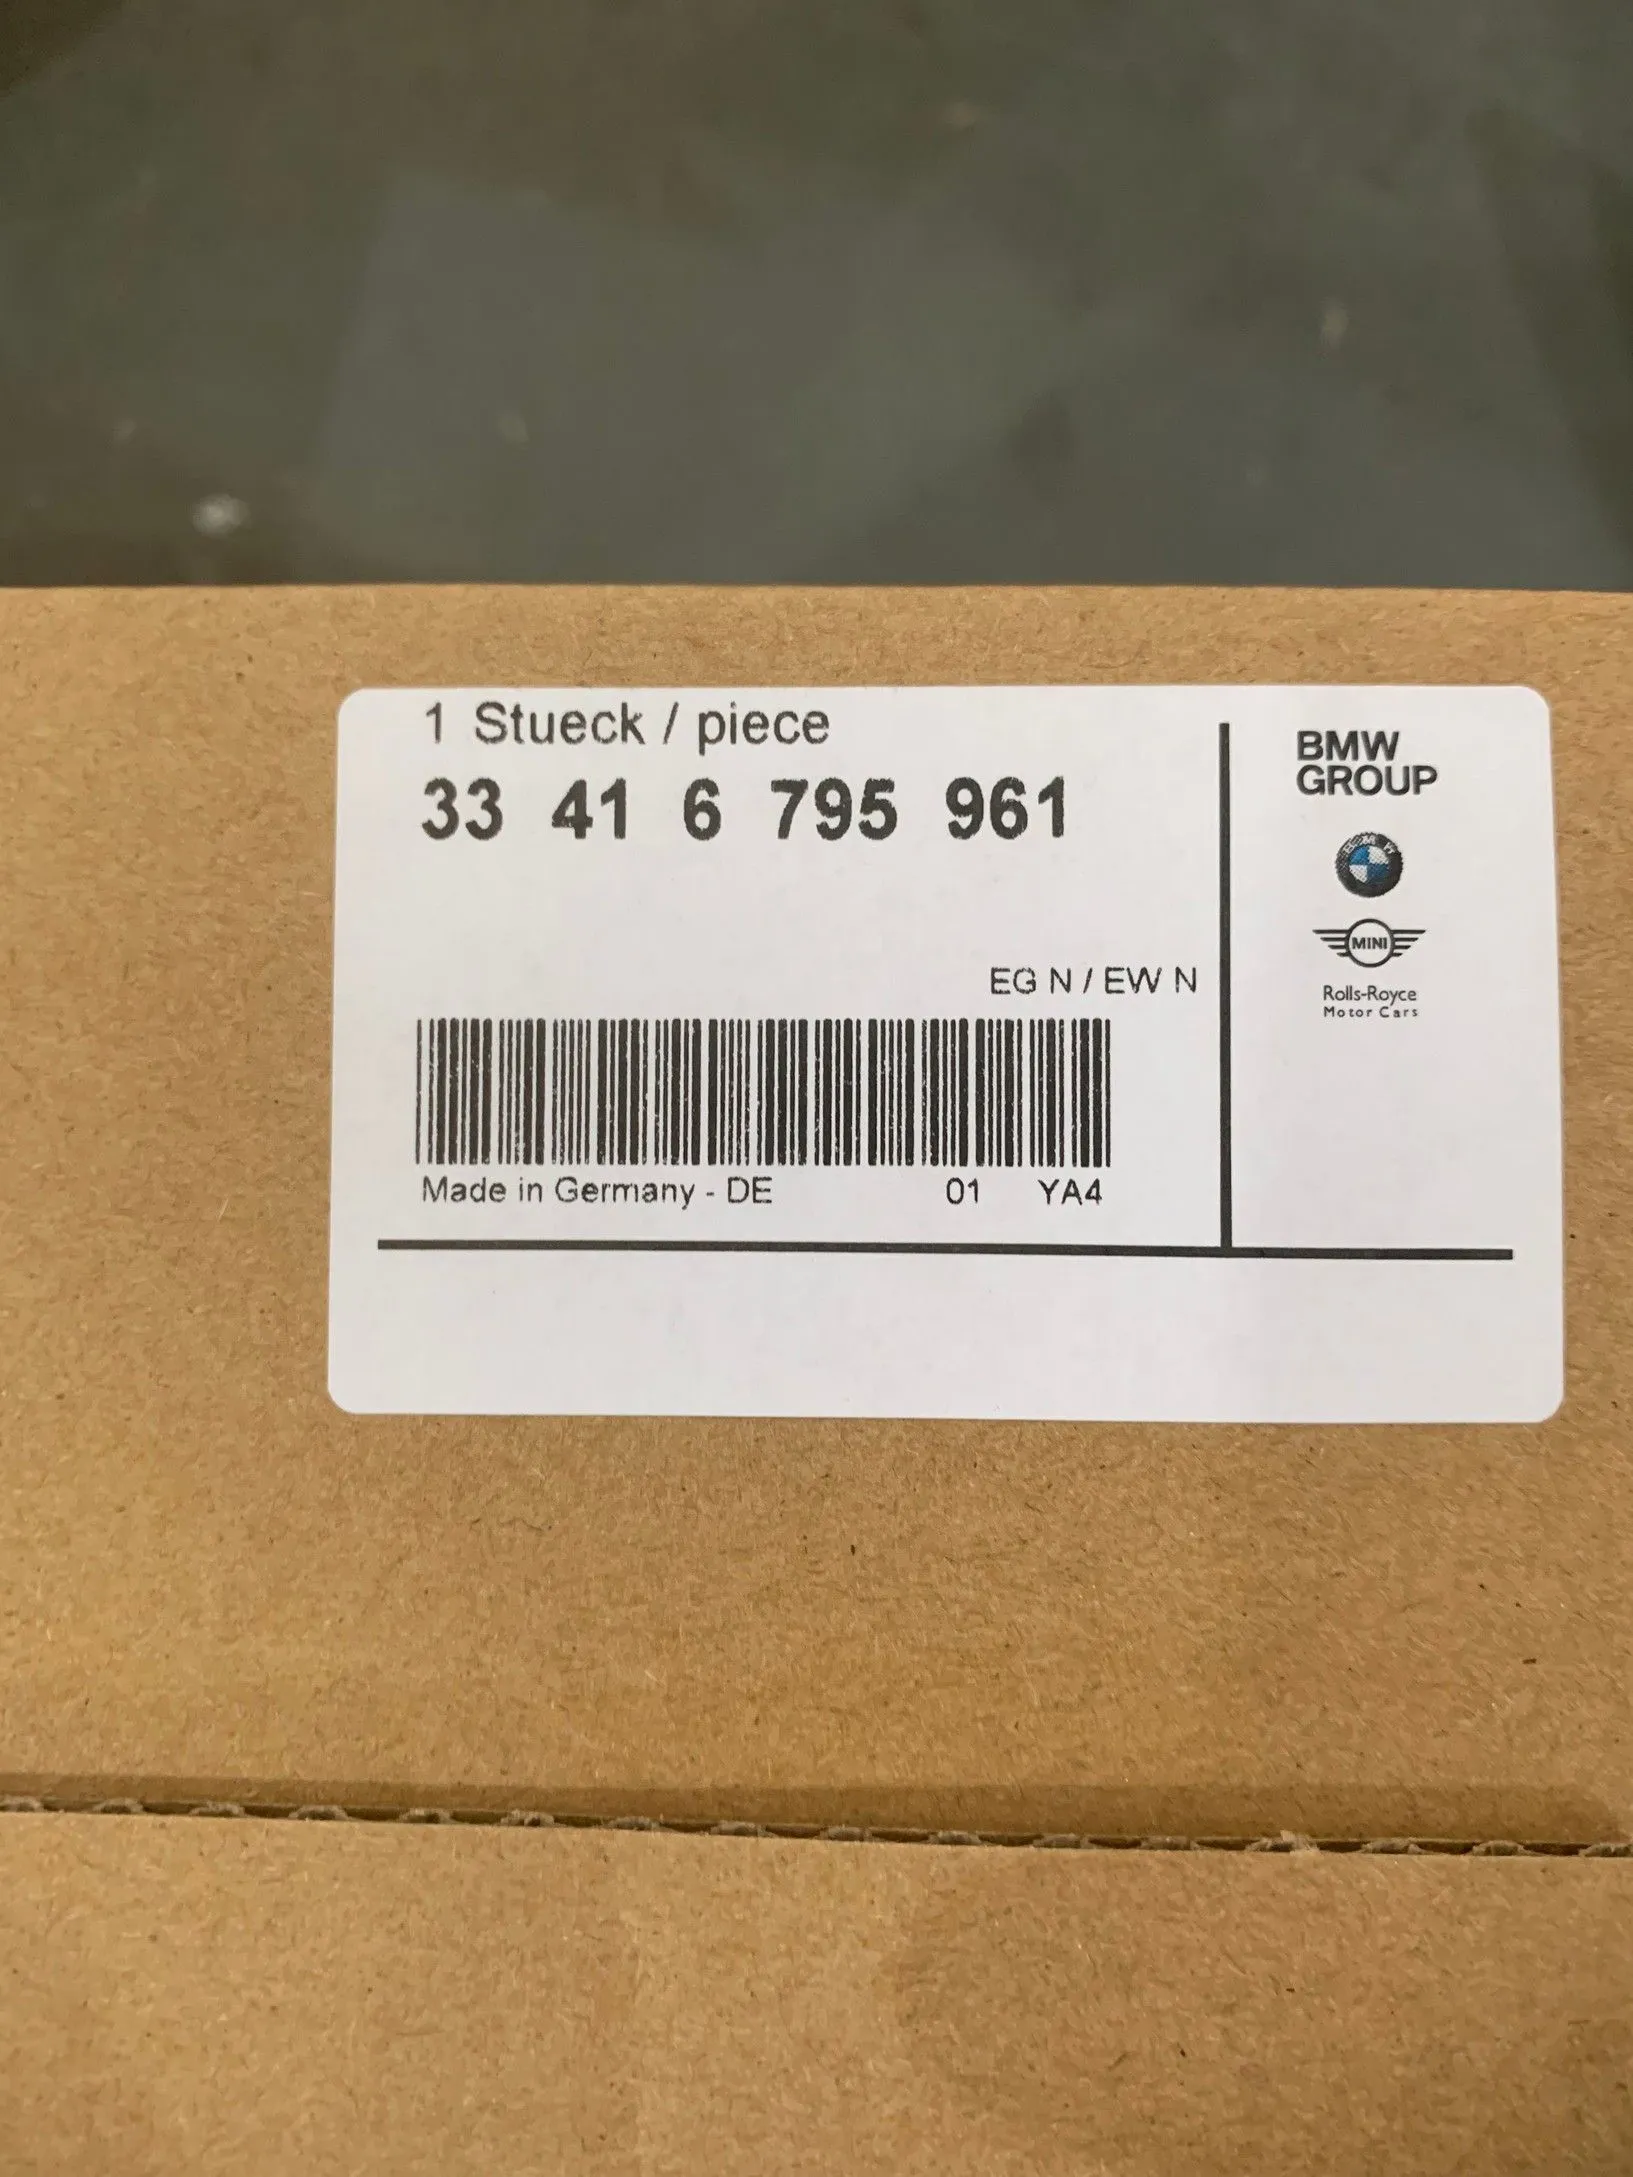 1 Stueck / piece
33 41 6 795 961
EG N / EW N
Made in Germany - DE 01 YA4
BMW
GROUP
MINI
Rolls-Royce
Motor Cars